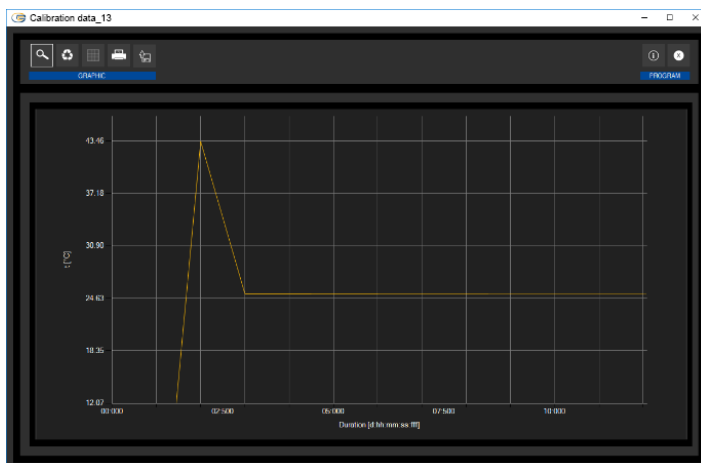 Calibration data_13
GRAPHIC
PROGRAM
43.46
37.18
30.90
t [°C]
24.63
18.35
12.07
00:000 02:500 05:000 07:500 10:000
Duration [d:hh:mm:ss:fff]